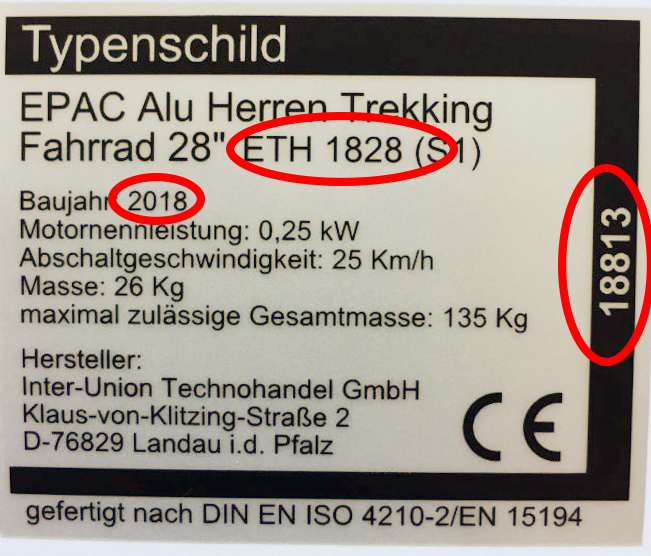 Typenschild
EPAC Alu Herren Trekking
Fahrrad 28" ETH 1828 (S1)
Baujahr 2018
Motornennleistung: 0,25 kW
Abschaltgeschwindigkeit: 25 Km/h
Masse: 26 Kg
maximal zulässige Gesamtmasse: 135 Kg
18813
Hersteller:
Inter-Union Technohandel GmbH
Klaus-von-Klitzing-Straße 2
D-76829 Landau i.d. Pfalz
CE
gefertigt nach DIN EN ISO 4210-2/EN 15194